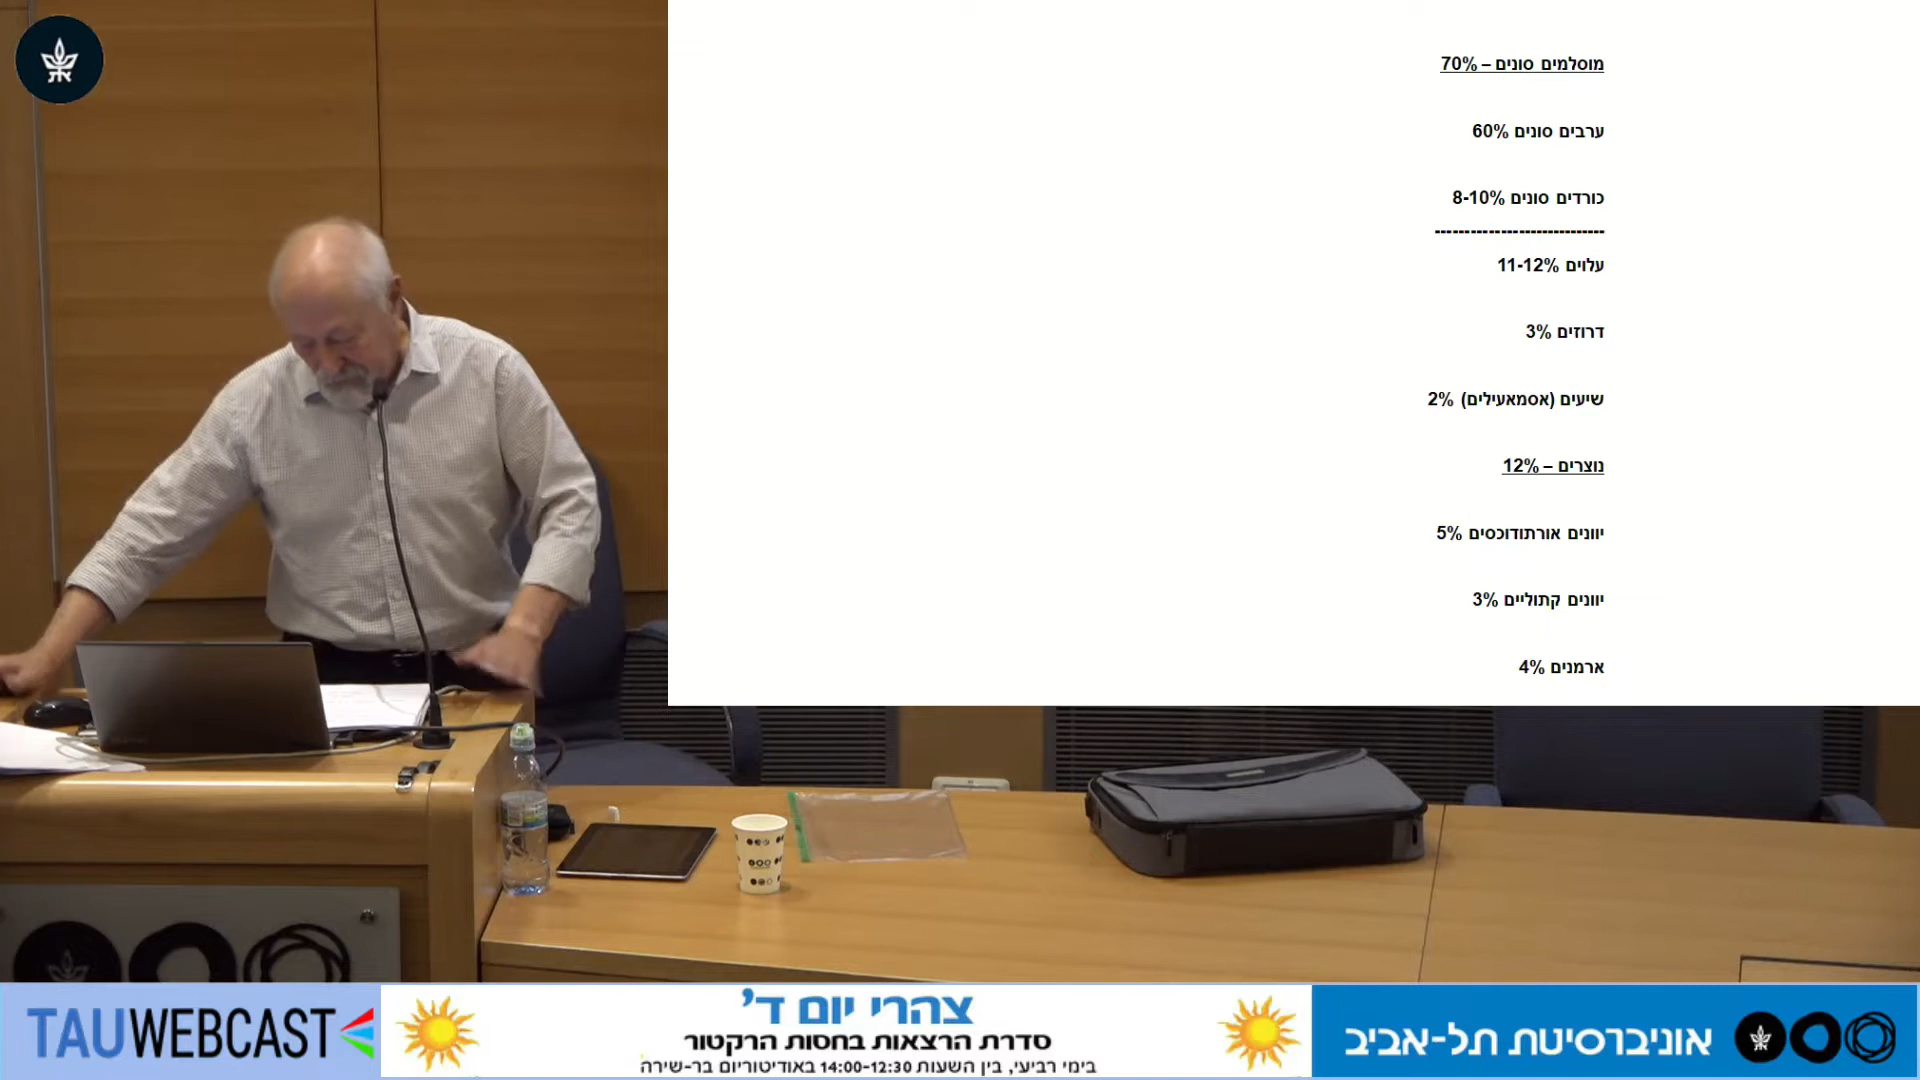 מוסלמים סונים – 70%
ערבים סונים 60%
כורדים סונים 8-10%
-----------------------------
עלוים 11-12%
דרוזים 3%
שיעים (אסמאעילים) 2%
נוצרים – 12%
יוונים אורתודוכסים 5%
יוונים קתוליים 3%
ארמנים 4%
TAUWEBCAST
צהרי יום ד'
סדרת הרצאות בחסות הרקטור
בימי רביעי, בין השעות 14:00-12:30 באודיטוריום בר-שירה
אוניברסיטת תל-אביב